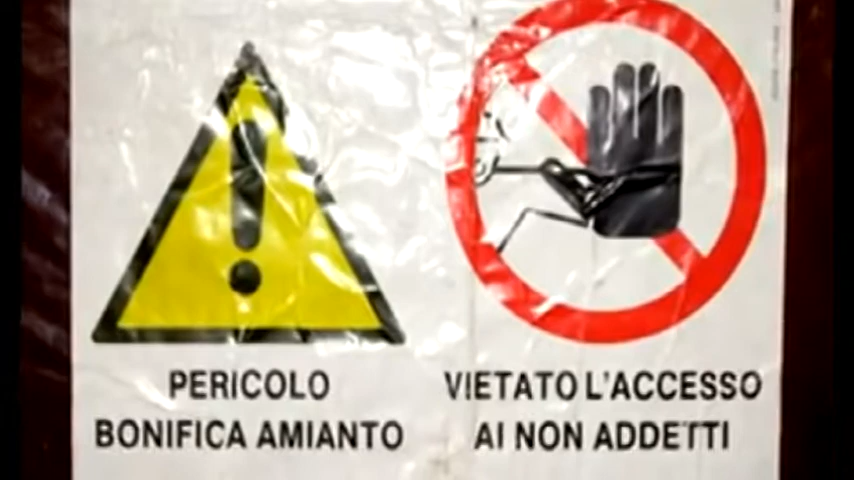 PERICOLO
BONIFICA AMIANTO
VIETATO L'ACCESSO
AI NON ADDETTI